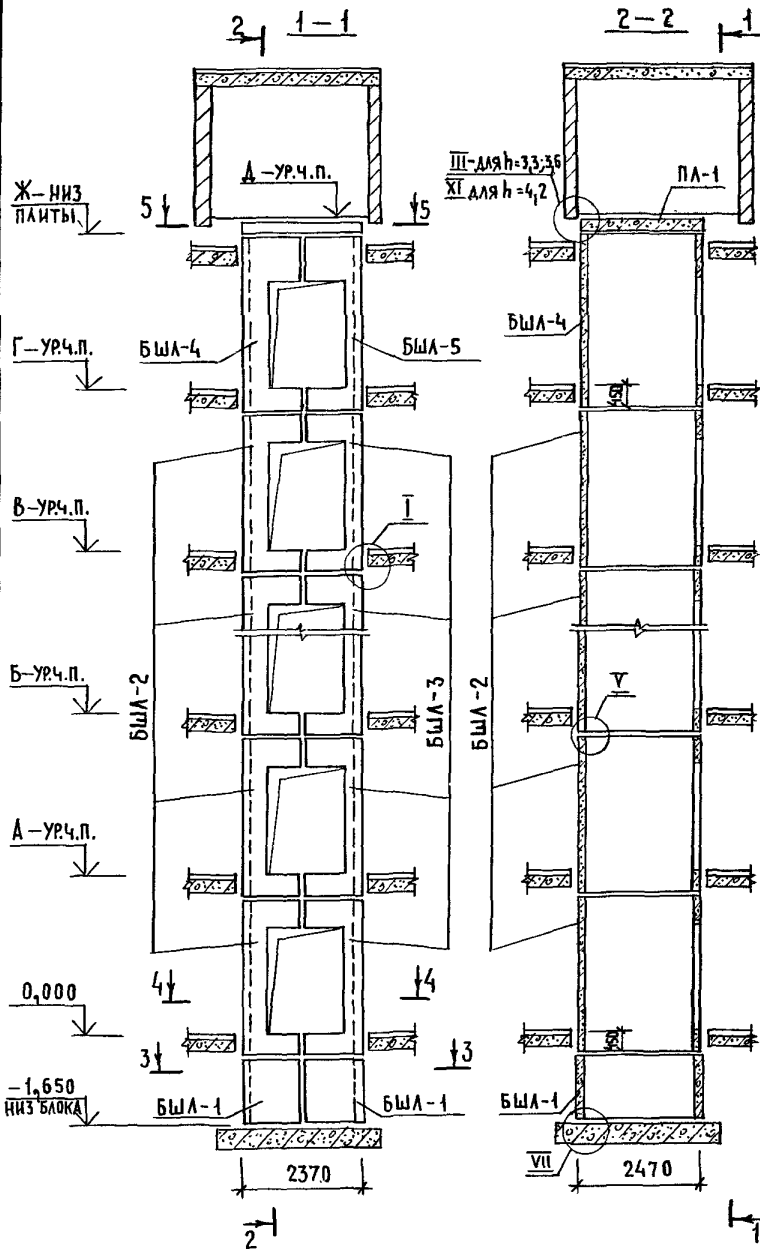 2 1-1
2-2 1
Д-УР.Ч.П.
III-ДЛЯ h=3,3;3,6
XI ДЛЯ h=4,2
ПЛ-1
Ж-НИЗ
ПЛИТЫ
5 5
БШЛ-4 БШЛ-5
БШЛ-4
Г-УР.Ч.П.
450
I
В-УР.Ч.П.
БШЛ-2
БШЛ-3
БШЛ-2
Б-УР.Ч.П.
V
А-УР.Ч.П.
4 4
0,000
450
3 3
-1,650
НИЗ БЛОКА
БШЛ-1 БШЛ-1
БШЛ-1
VII
2370
2470
2
1